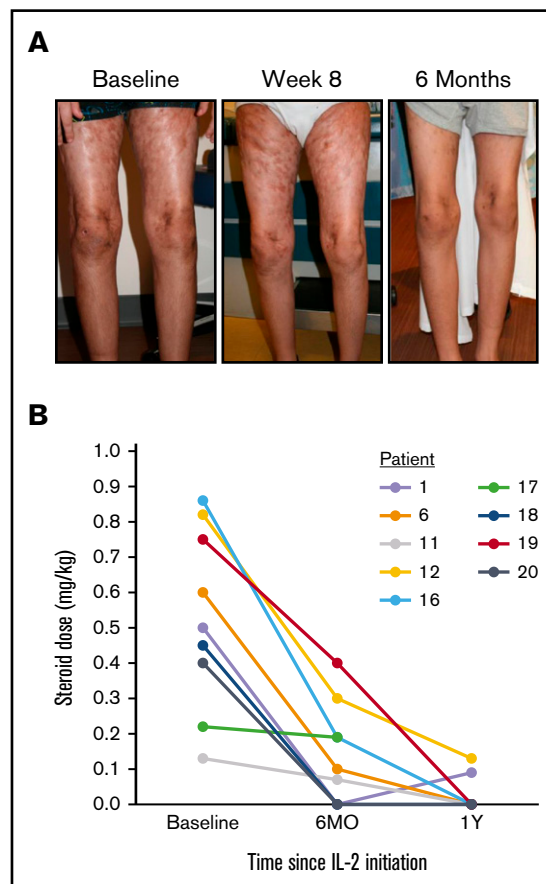 A
Baseline Week 8 6 Months
B
1.0
0.9
0.8
0.7
0.6
0.5
0.4
0.3
0.2
0.1
0.0
Steroid dose (mg/kg)
Patient
1 17
6 18
11 19
12 20
16
Baseline 6MO 1Y
Time since IL-2 initiation